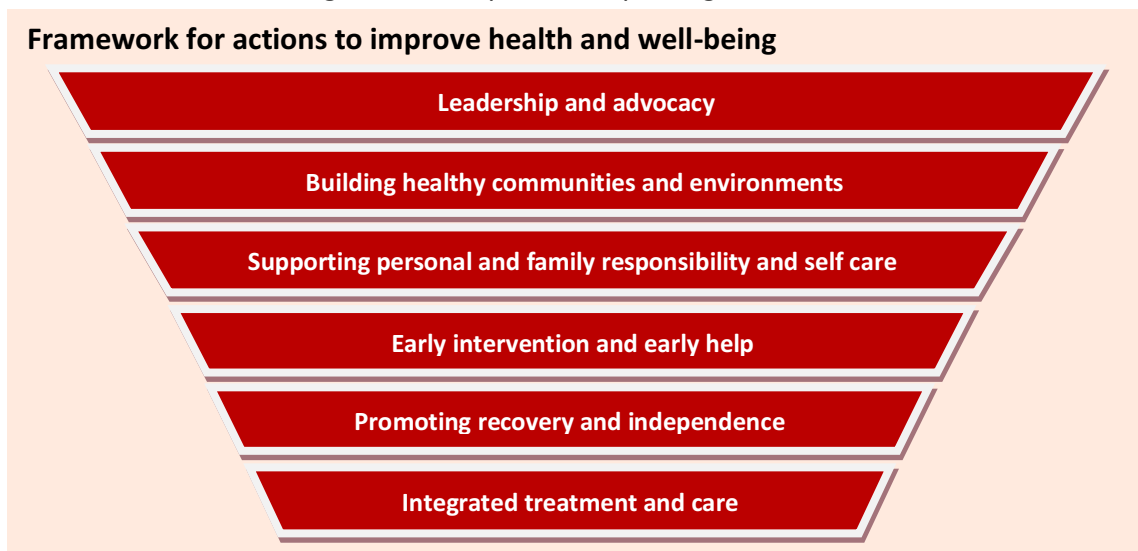 Framework for actions to improve health and well-being
Leadership and advocacy
Building healthy communities and environments
Supporting personal and family responsibility and self care
Early intervention and early help
Promoting recovery and independence
Integrated treatment and care